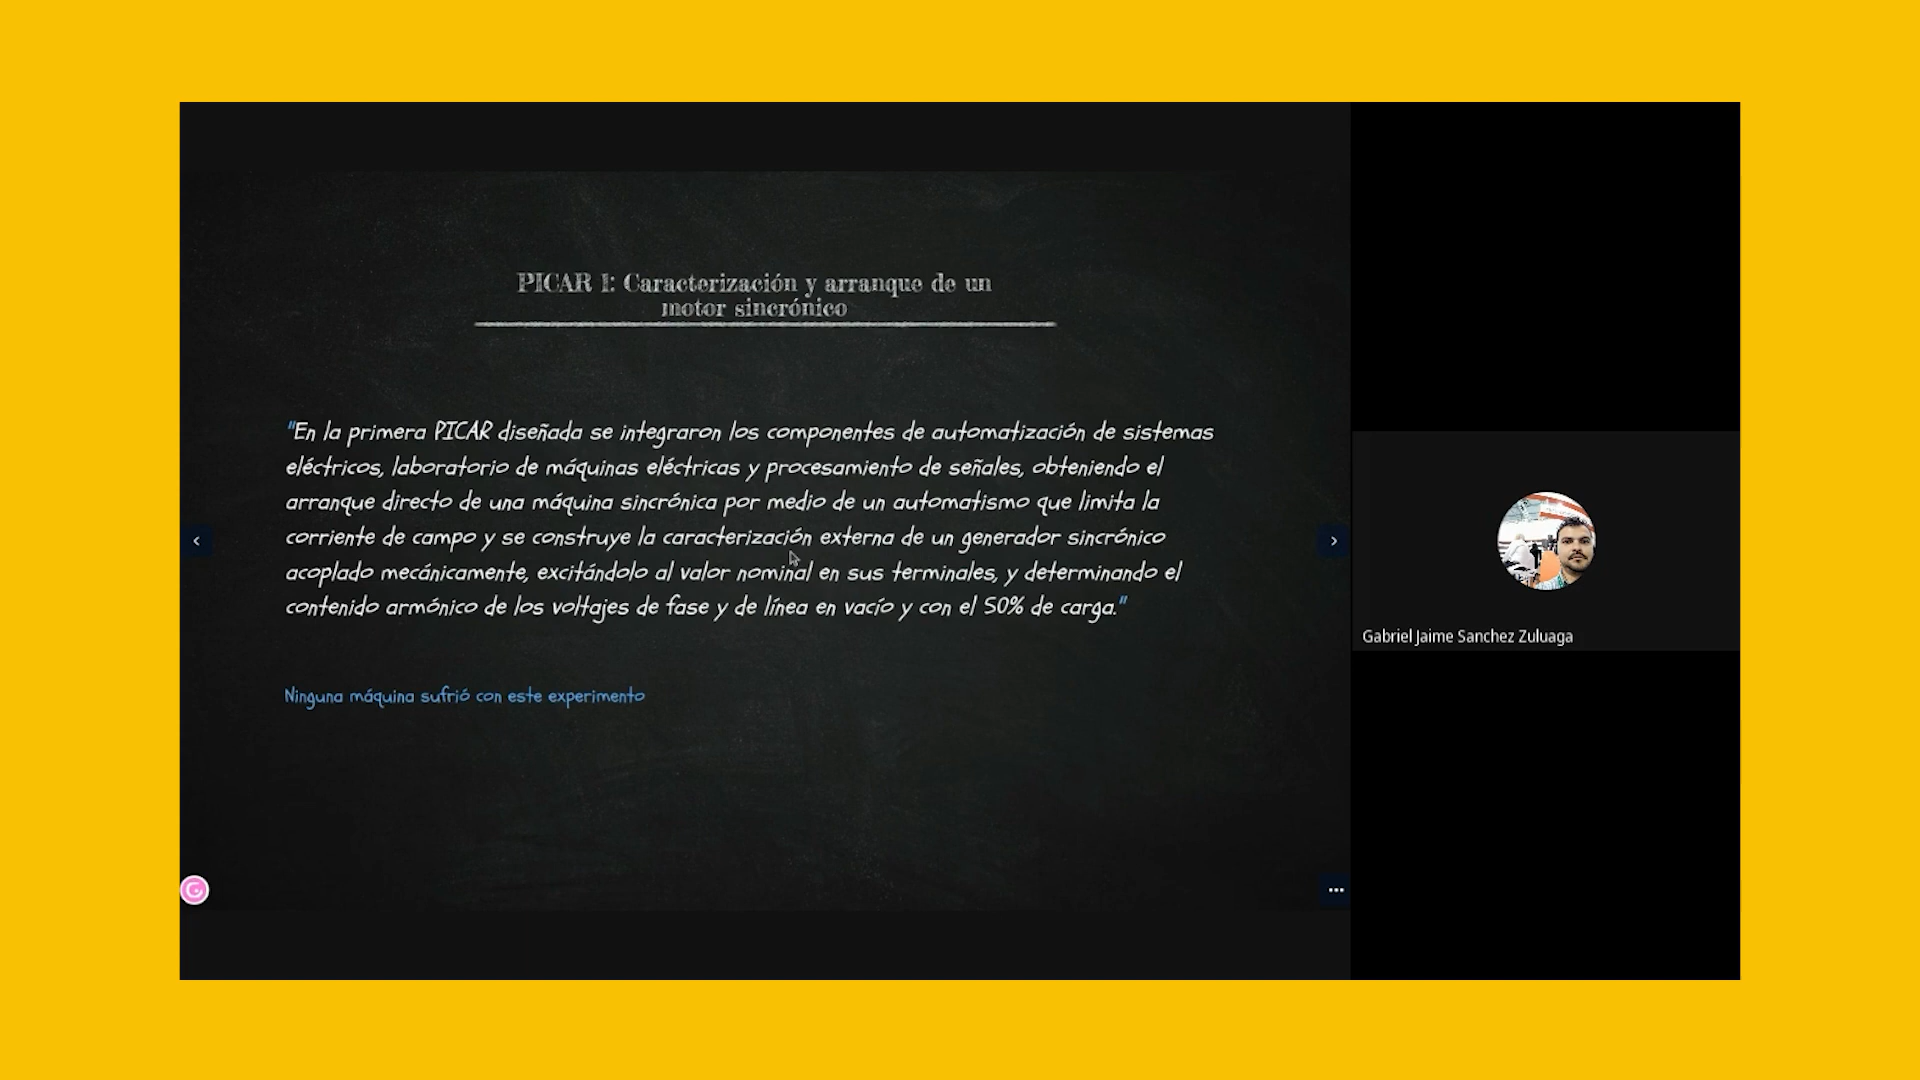 PICAR 1: Caracterización y arranque de un
motor sincrónico
"En la primera PICAR diseñada se integraron los componentes de automatización de sistemas
eléctricos, laboratorio de máquinas eléctricas y procesamiento de señales, obteniendo el
arranque directo de una máquina sincrónica por medio de un automatismo que limita la
corriente de campo y se construye la caracterización externa de un generador sincrónico
acoplado mecánicamente, excitándolo al valor nominal en sus terminales, y determinando el
contenido armónico de los voltajes de fase y de línea en vacío y con el 50% de carga."
Ninguna máquina sufrió con este experimento
Gabriel Jaime Sanchez Zuluaga